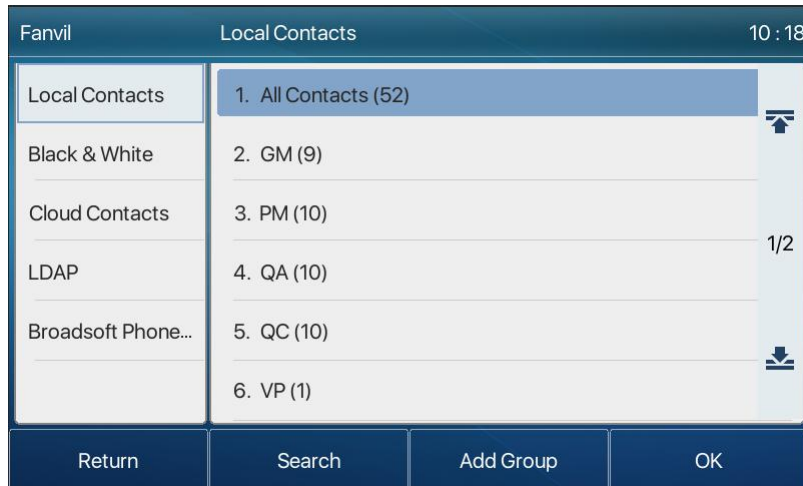 Fanvil Local Contacts 10 : 18
Local Contacts
Black & White
Cloud Contacts
LDAP
Broadsoft Phone...
1. All Contacts (52)
2. GM (9)
3. PM (10)
4. QA (10)
5. QC (10)
6. VP (1)
1/2
Return Search Add Group OK